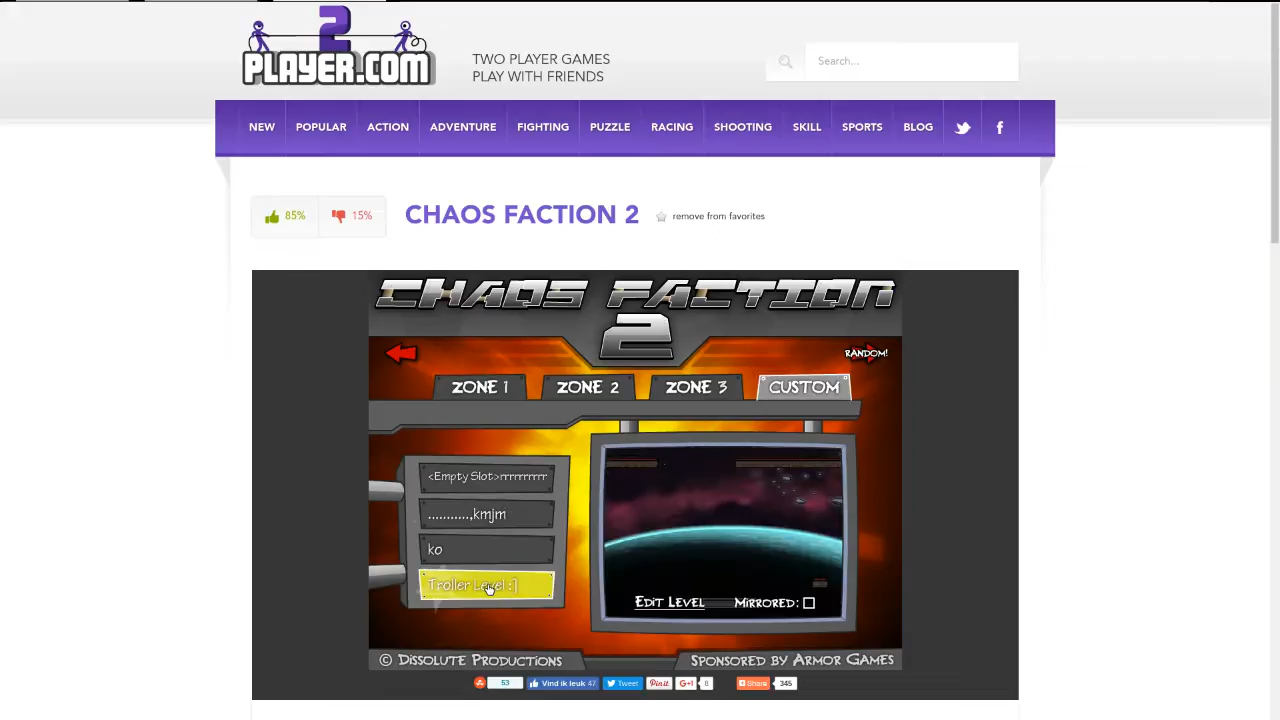 2
PLAYER.COM
TWO PLAYER GAMES
PLAY WITH FRIENDS
Search...
NEW POPULAR ACTION ADVENTURE FIGHTING PUZZLE RACING SHOOTING SKILL SPORTS BLOG
85% 15% CHAOS FACTION 2 remove from favorites
CHAOS FACTION
2
RANDOM!
ZONE 1 ZONE 2 ZONE 3 CUSTOM
<Empty Slot>rrrrrrrrr
...........,kmjm
ko
Troller Level :]
EDIT LEVEL MIRRORED:
© DISSOLUTE PRODUCTIONS SPONSORED BY ARMOR GAMES
53 Vind ik leuk 47 Tweet Pin it G+1 8 Share 345